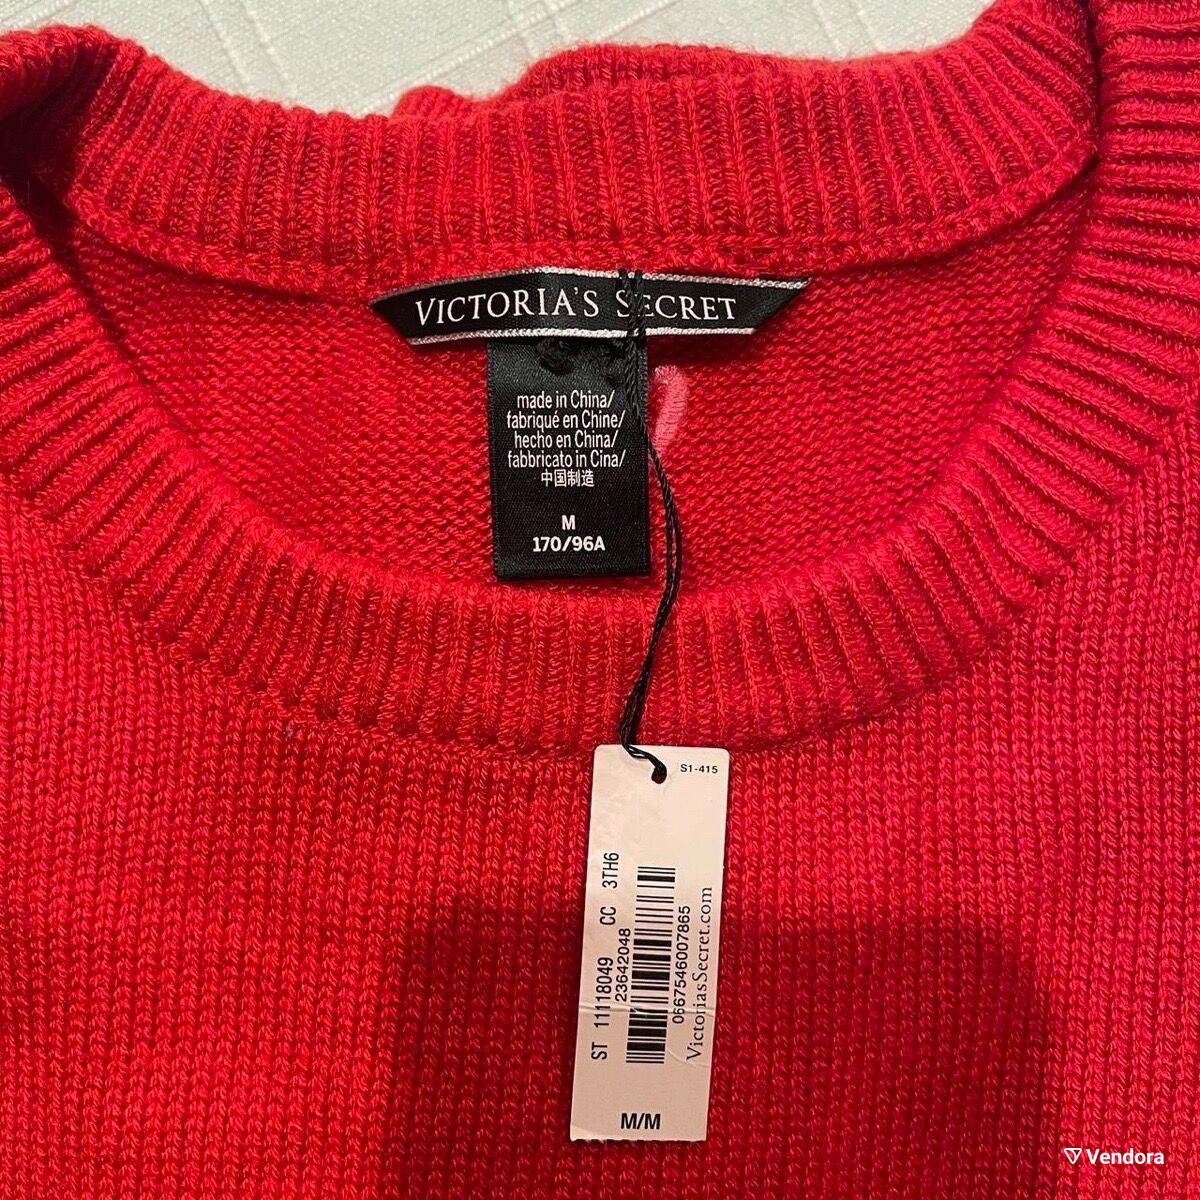 VICTORIA'S SECRET
made in China/
fabriqué en Chine/
hecho en China/
fabbricato in Cina/
中国制造
M
170/96A
S1-415
ST 11118049 CC 3TH6
23642048
0667546007865
VictoriasSecret.com
M/M
Vendora